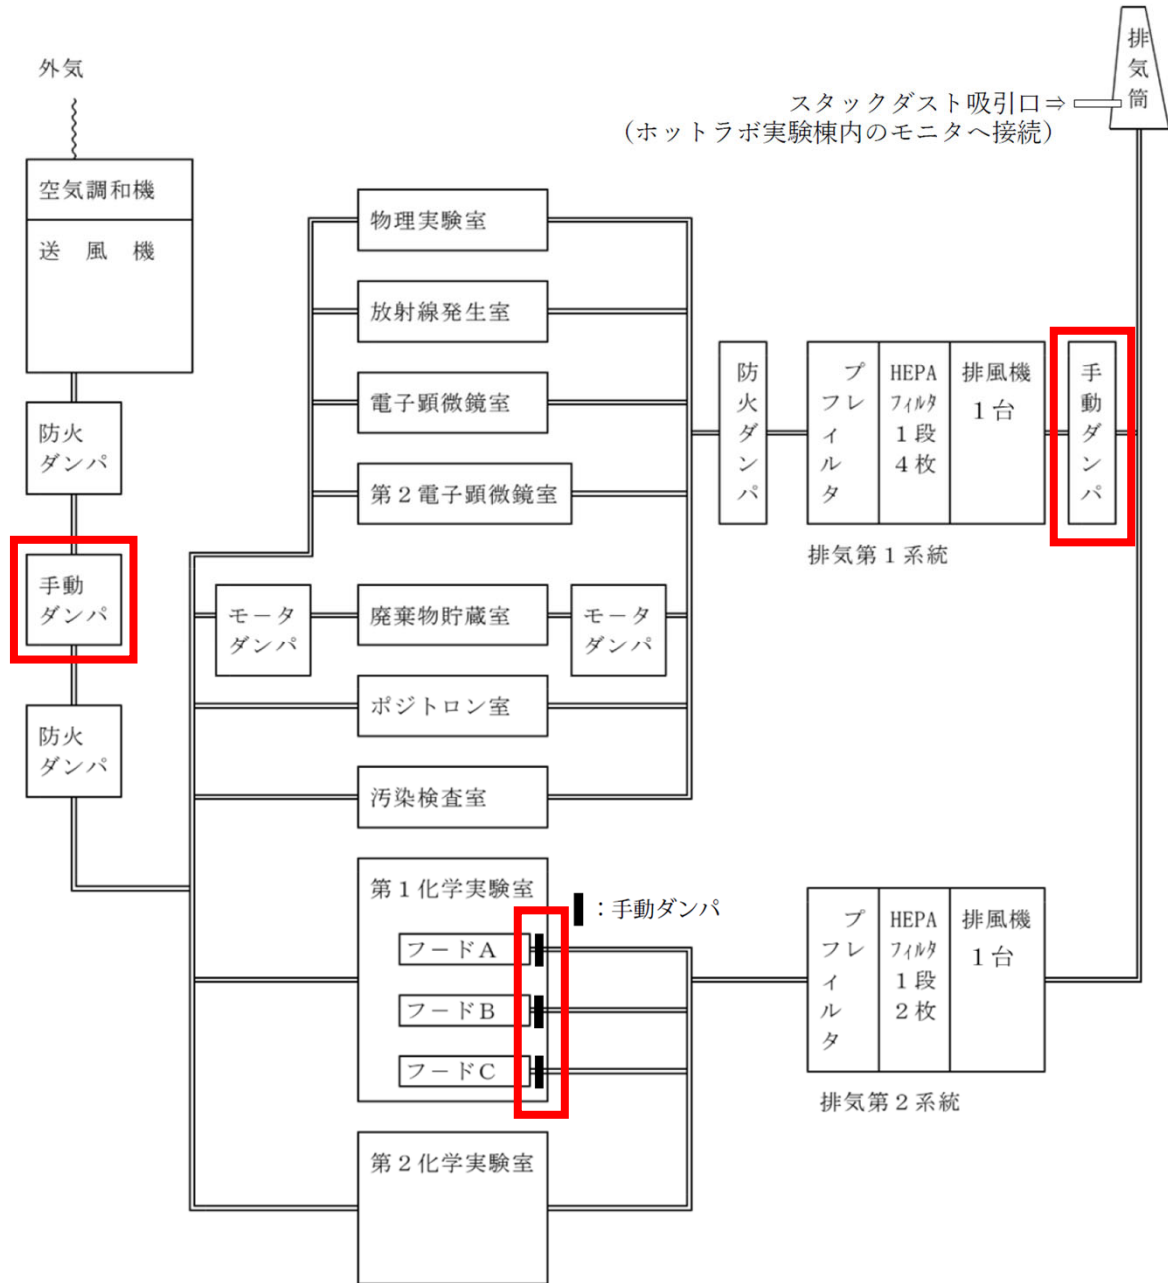 外気
排
気
筒
スタックダスト吸引口⇒
（ホットラボ実験棟内のモニタへ接続）
空気調和機
送　風　機
防火
ダンパ
手動
ダンパ
防火
ダンパ
物理実験室
放射線発生室
電子顕微鏡室
第２電子顕微鏡室
モータ
ダンパ
廃棄物貯蔵室
モータ
ダンパ
ポジトロン室
汚染検査室
防
火
ダ
ン
パ
プ
フレ
ィ
ル
タ
HEPA
フィルタ
１段
４枚
排風機
１台
手
動
ダ
ン
パ
排気第１系統
第１化学実験室
フードA
フードB
フードC
：手動ダンパ
第２化学実験室
プ
フレ
ィ
ル
タ
HEPA
フィルタ
１段
２枚
排風機
１台
排気第２系統